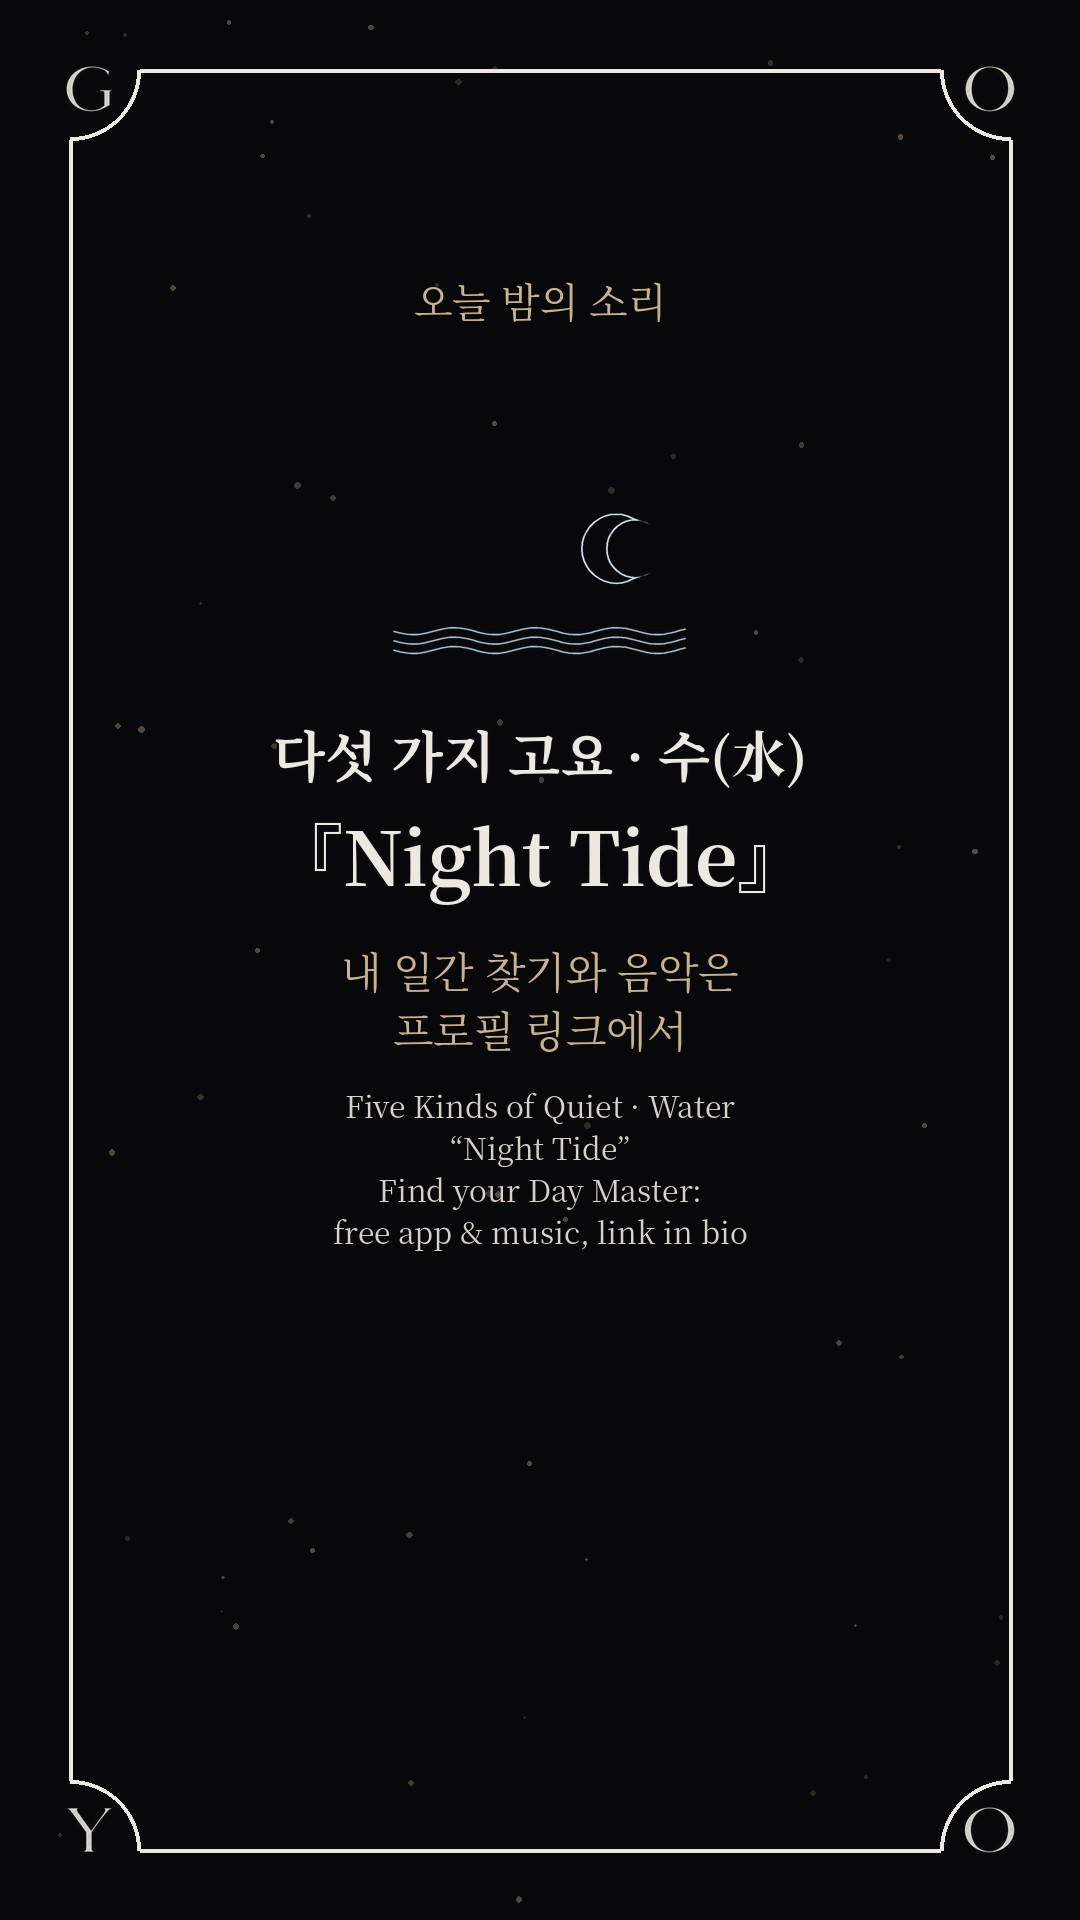 G O
오늘 밤의 소리
다섯 가지 고요 · 수(水)
『Night Tide』
내 일간 찾기와 음악은
프로필 링크에서
Five Kinds of Quiet · Water
“Night Tide”
Find your Day Master:
free app & music, link in bio
Y O